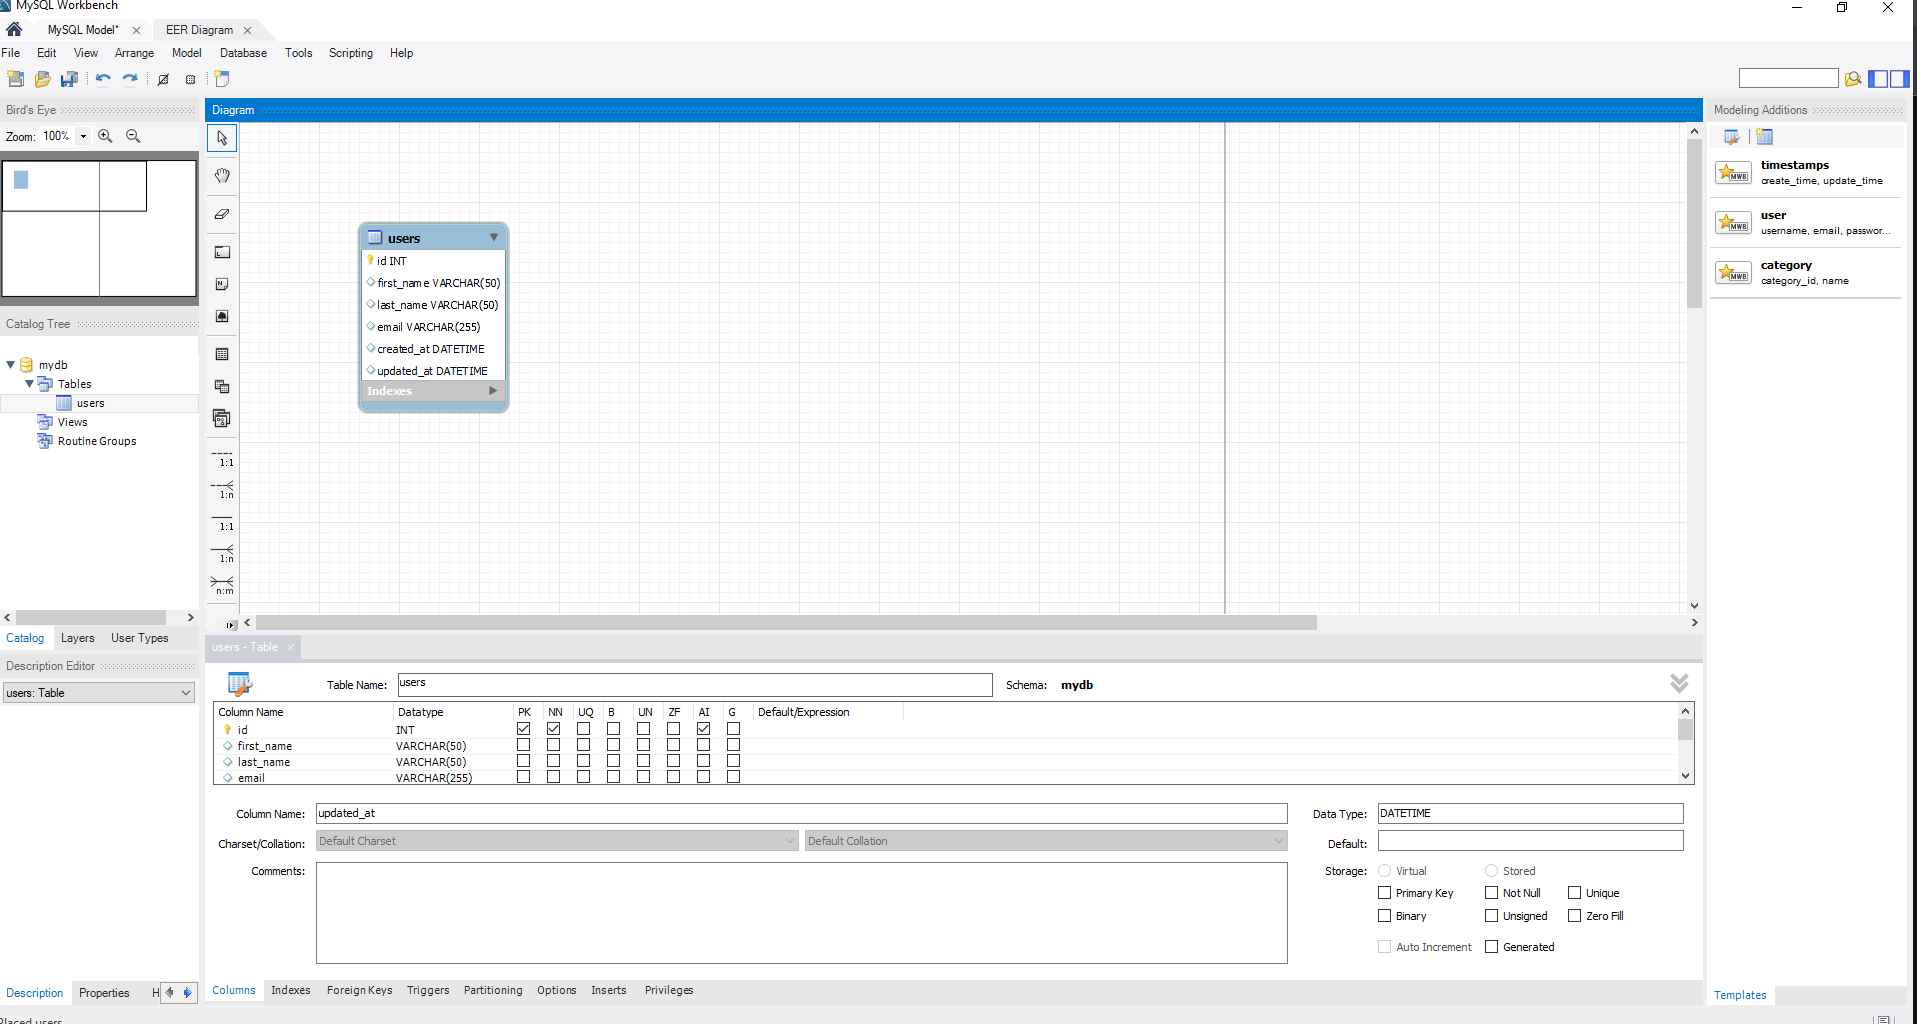 MySQL Workbench
MySQL Model*
EER Diagram
File Edit View Arrange Model Database Tools Scripting Help
Bird's Eye
Zoom: 100%
Catalog Tree
mydb
Tables
users
Views
Routine Groups
Catalog Layers User Types
Description Editor
users: Table
Description Properties H
Placed users
Diagram
1:1
1:n
1:1
1:n
n:m
users
id INT
first_name VARCHAR(50)
last_name VARCHAR(50)
email VARCHAR(255)
created_at DATETIME
updated_at DATETIME
Indexes
users - Table
Table Name: users Schema: mydb
Column Name Datatype PK NN UQ B UN ZF AI G Default/Expression
id INT
first_name VARCHAR(50)
last_name VARCHAR(50)
email VARCHAR(255)
Column Name: updated_at Data Type: DATETIME
Charset/Collation: Default Charset Default Collation Default:
Comments: Storage: Virtual Stored
Primary Key Not Null Unique
Binary Unsigned Zero Fill
Auto Increment Generated
Columns Indexes Foreign Keys Triggers Partitioning Options Inserts Privileges
Modeling Additions
MWB
timestamps
create_time, update_time
MWB
user
username, email, passwor...
MWB
category
category_id, name
Templates